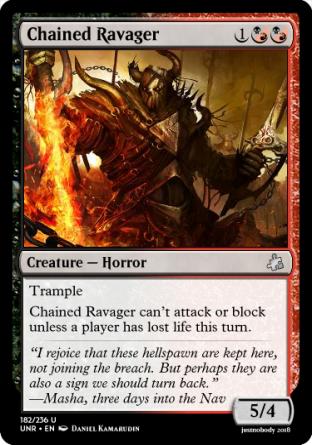 Chained Ravager 1
Creature — Horror
Trample
Chained Ravager can't attack or block
unless a player has lost life this turn.
“I rejoice that these hellspawn are kept here,
not joining the breach. But perhaps they are
also a sign we should turn back.”
—Masha, three days into the Nav
5/4
182/236 U
UNR • EN Daniel Kamarudin
justnobody 2018